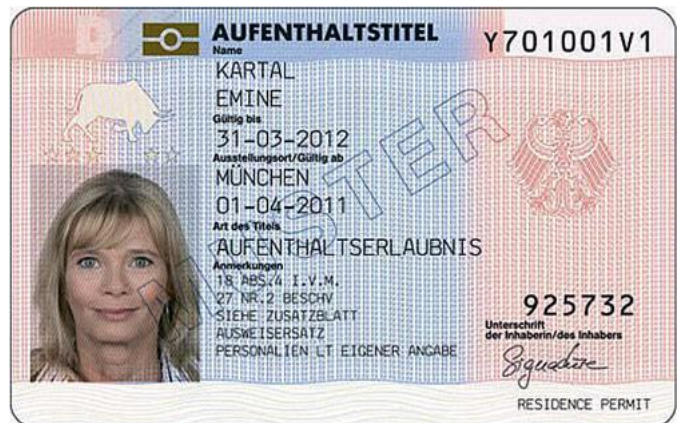 D
AUFENTHALTSTITEL
Y701001V1
Name
KARTAL
EMINE
Gültig bis
31-03-2012
Ausstellungsort/Gültig ab
MÜNCHEN
01-04-2011
Art des Titels
AUFENTHALTSERLAUBNIS
Anmerkungen
18 ABS.4 I.V.M.
27 NR.2 BESCHV
SIEHE ZUSATZBLATT
AUSWEISERSATZ
PERSONALIEN LT EIGENER ANGABE
MUSTER
925732
Unterschrift
der Inhaberin/des Inhabers
Signature
RESIDENCE PERMIT